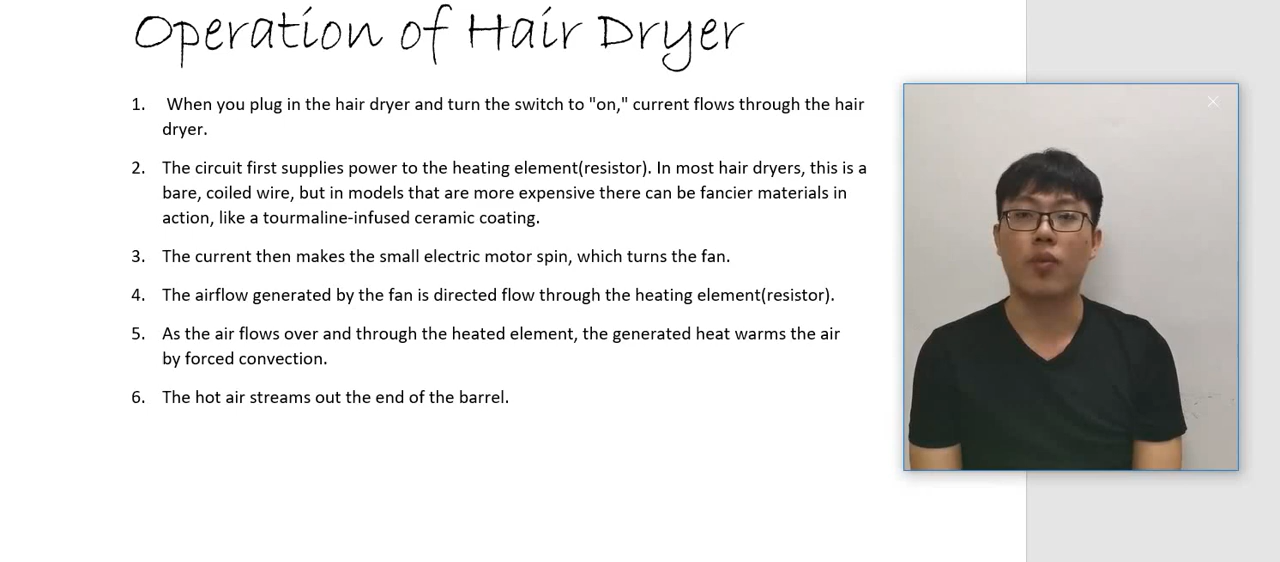 Operation of Hair Dryer
1. When you plug in the hair dryer and turn the switch to "on," current flows through the hair
dryer.
2. The circuit first supplies power to the heating element(resistor). In most hair dryers, this is a
bare, coiled wire, but in models that are more expensive there can be fancier materials in
action, like a tourmaline-infused ceramic coating.
3. The current then makes the small electric motor spin, which turns the fan.
4. The airflow generated by the fan is directed flow through the heating element(resistor).
5. As the air flows over and through the heated element, the generated heat warms the air
by forced convection.
6. The hot air streams out the end of the barrel.